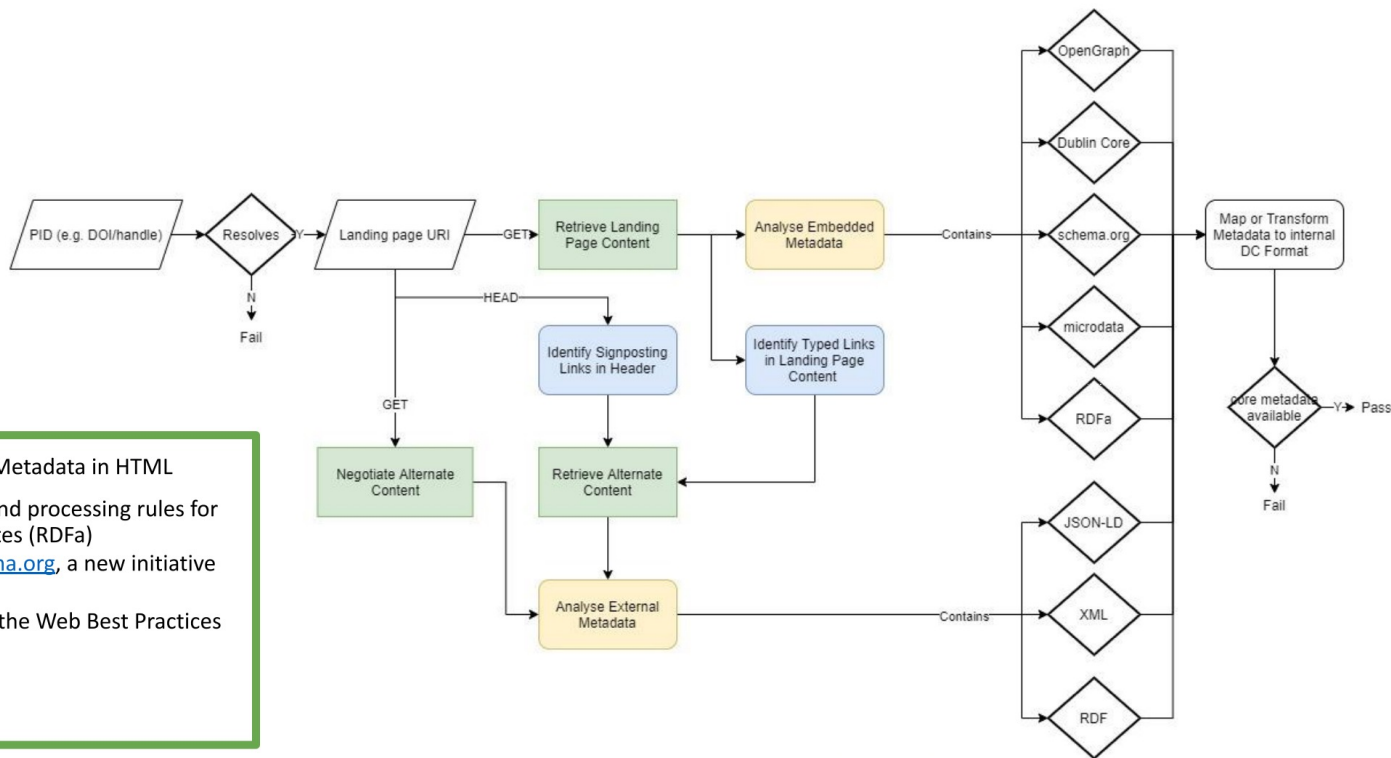 OpenGraph
Dublin Core
PID (e.g. DOI/handle)
Resolves
Y
Landing page URI
GET
Retrieve Landing
Page Content
Analyse Embedded
Metadata
Contains
schema.org
Map or Transform
Metadata to internal
DC Format
N
Fail
HEAD
Identify Signposting
Links in Header
Identify Typed Links
in Landing Page
Content
microdata
GET
RDFa
core metadata
available
Y
Pass
N
Fail
Metadata in HTML
nd processing rules for
es (RDFa)
na.org, a new initiative
the Web Best Practices
Negotiate Alternate
Content
Retrieve Alternate
Content
JSON-LD
Analyse External
Metadata
Contains
XML
RDF